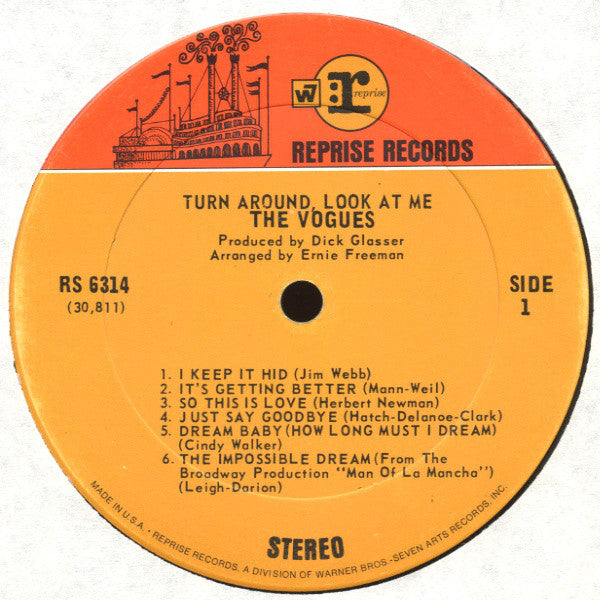 W7 r: reprise
REPRISE RECORDS
TURN AROUND, LOOK AT ME
THE VOGUES
Produced by Dick Glasser
Arranged by Ernie Freeman
RS 6314
(30,811)
SIDE
1
1. I KEEP IT HID (Jim Webb)
2. IT'S GETTING BETTER (Mann-Weil)
3. SO THIS IS LOVE (Herbert Newman)
4. JUST SAY GOODBYE (Hatch-Delanoe-Clark)
5. DREAM BABY (HOW LONG MUST I DREAM)
(Cindy Walker)
6. THE IMPOSSIBLE DREAM (From The
Broadway Production "Man Of La Mancha")
(Leigh-Darion)
STEREO
MADE IN U.S.A. • REPRISE RECORDS, A DIVISION OF WARNER BROS.-SEVEN ARTS RECORDS, INC.